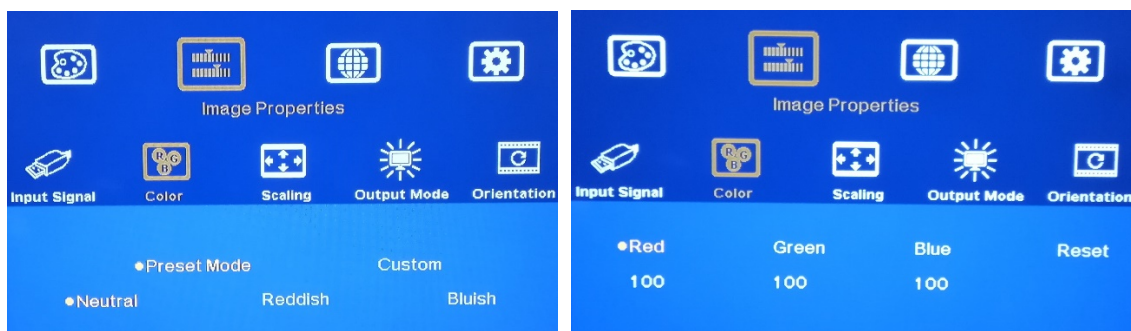 Image Properties
Input Signal Color Scaling Output Mode Orientation
•Preset Mode Custom
•Neutral Reddish Bluish
Image Properties
R G B
Input Signal Color Scaling Output Mode Orientation
•Red Green Blue Reset
100 100 100